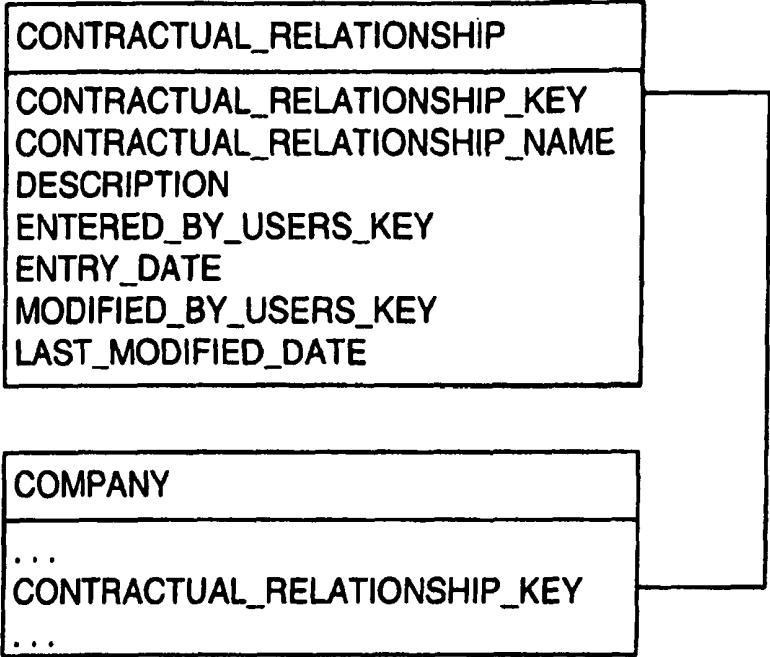 CONTRACTUAL_RELATIONSHIP
CONTRACTUAL_RELATIONSHIP_KEY
CONTRACTUAL_RELATIONSHIP_NAME
DESCRIPTION
ENTERED_BY_USERS_KEY
ENTRY_DATE
MODIFIED_BY_USERS_KEY
LAST_MODIFIED_DATE
COMPANY
...
CONTRACTUAL_RELATIONSHIP_KEY
...